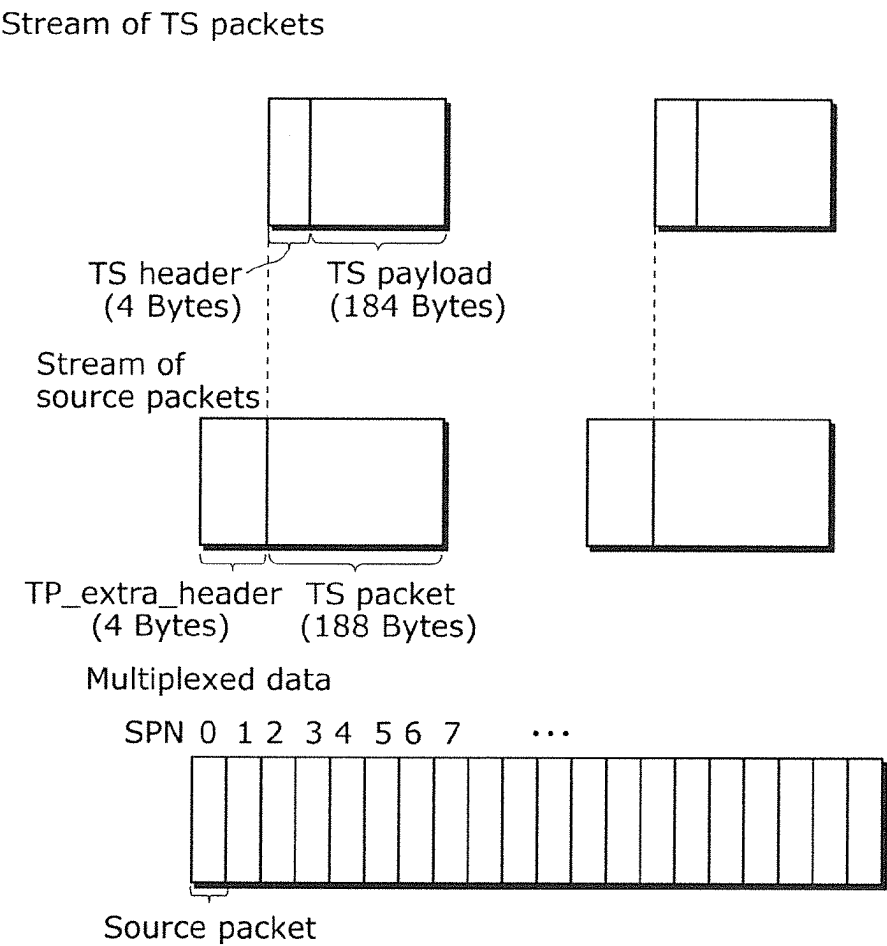 Stream of TS packets
TS header
(4 Bytes)
TS payload
(184 Bytes)
Stream of
source packets
TP_extra_header
(4 Bytes)
TS packet
(188 Bytes)
Multiplexed data
SPN 0 1 2 3 4 5 6 7 ...
Source packet